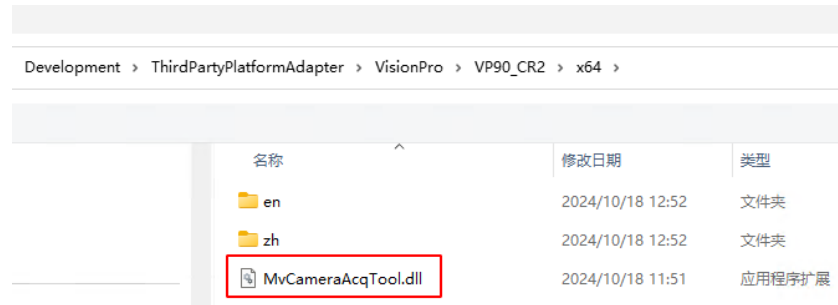 Development > ThirdPartyPlatformAdapter > VisionPro > VP90_CR2 > x64 >
名称 修改日期 类型
en 2024/10/18 12:52 文件夹
zh 2024/10/18 12:52 文件夹
MvCameraAcqTool.dll 2024/10/18 11:51 应用程序扩展